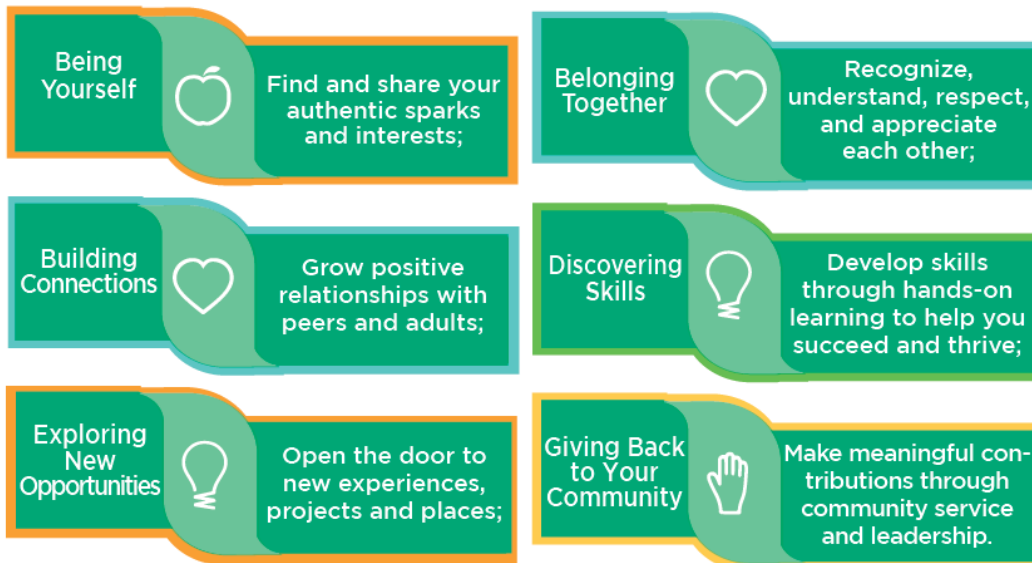 Being
Yourself
Find and share your
authentic sparks
and interests;
Belonging
Together
Recognize,
understand, respect,
and appreciate
each other;
Building
Connections
Grow positive
relationships with
peers and adults;
Discovering
Skills
Develop skills
through hands-on
learning to help you
succeed and thrive;
Exploring
New
Opportunities
Open the door to
new experiences,
projects and places;
Giving Back
to Your
Community
Make meaningful con-
tributions through
community service
and leadership.